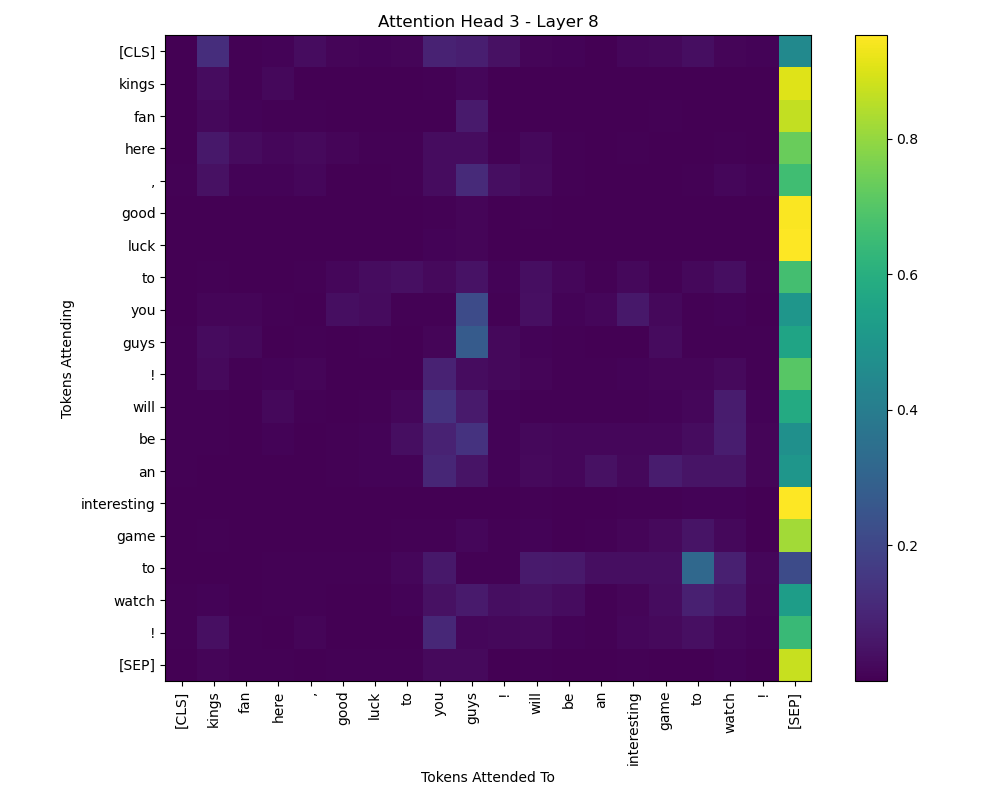 Attention Head 3 - Layer 8
Tokens Attending
[CLS]
kings
fan
here
,
good
luck
to
you
guys
!
will
be
an
interesting
game
to
watch
!
[SEP]
[CLS] kings fan here , good luck to you guys ! will be an interesting game to watch ! [SEP]
Tokens Attended To
0.8
0.6
0.4
0.2